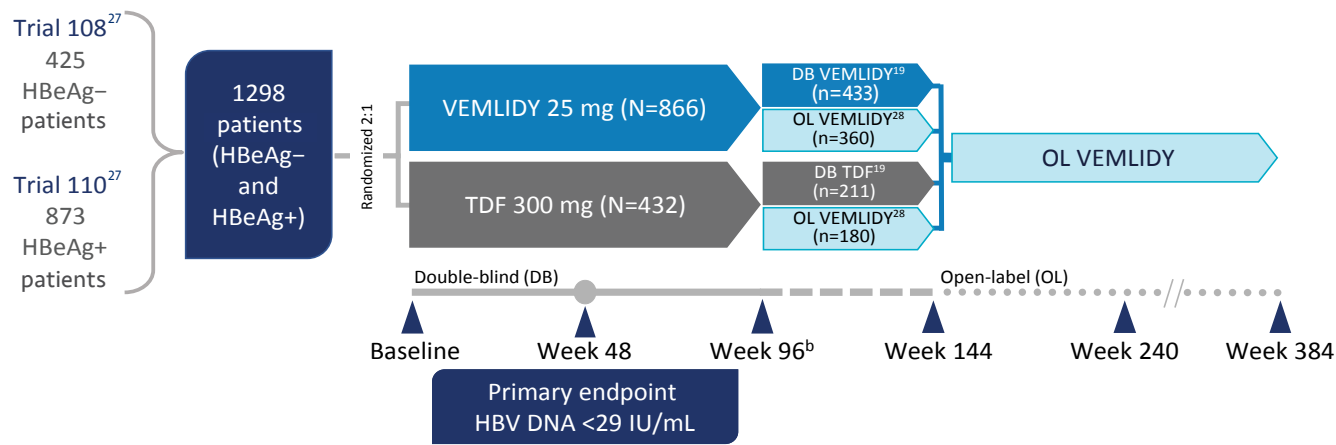 Trial 108²⁷
425
HBeAg−
patients
Trial 110²⁷
873
HBeAg+
patients
1298
patients
(HBeAg−
and
HBeAg+)
Randomized 2:1
VEMLIDY 25 mg (N=866)
TDF 300 mg (N=432)
DB VEMLIDY¹⁹
(n=433)
OL VEMLIDY²⁸
(n=360)
DB TDF¹⁹
(n=211)
OL VEMLIDY²⁸
(n=180)
OL VEMLIDY
Double-blind (DB)
Open-label (OL)
Baseline
Week 48
Week 96ᵇ
Week 144
Week 240
Week 384
Primary endpoint
HBV DNA <29 IU/mL